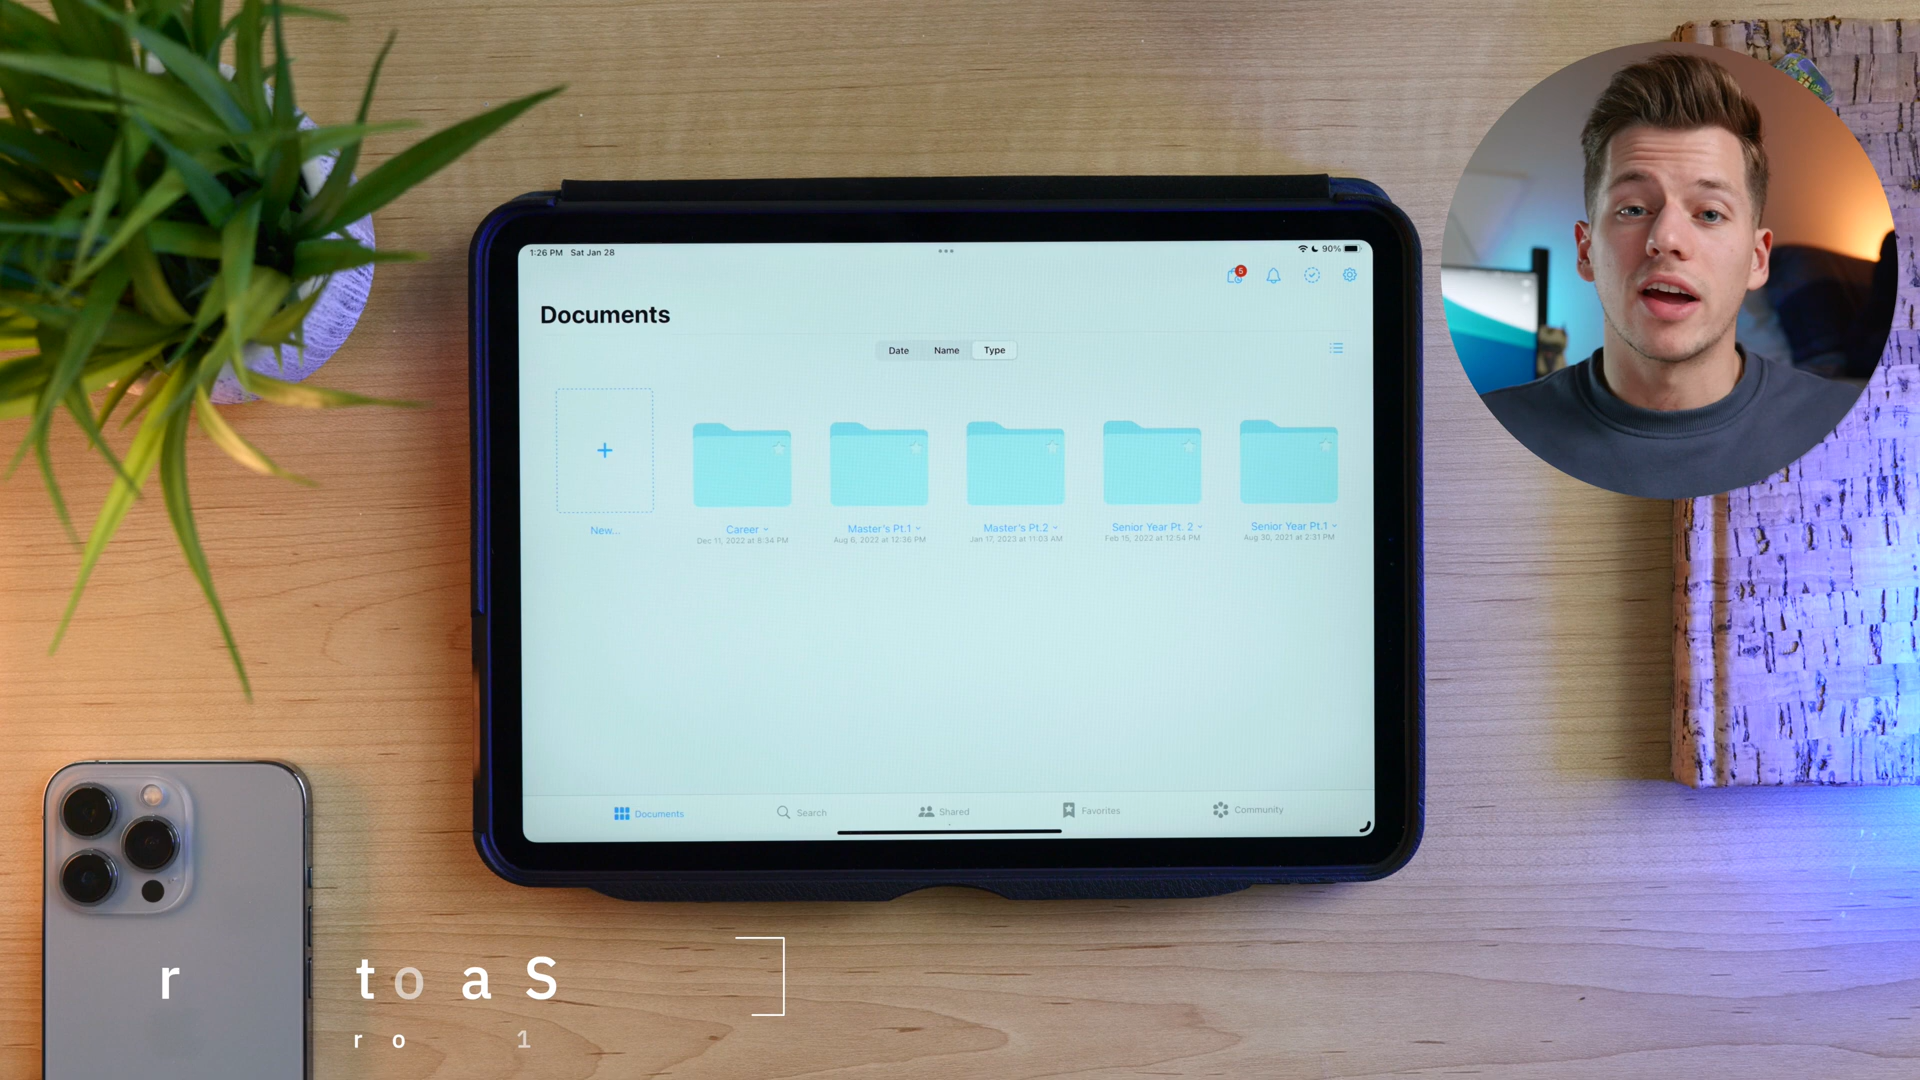 1:26 PM Sat Jan 28
90%
5
Documents
Date Name Type
New...
Career
Dec 11, 2022 at 8:34 PM
Master's Pt.1
Aug 6, 2022 at 12:36 PM
Master's Pt.2
Jan 17, 2023 at 11:03 AM
Senior Year Pt. 2
Feb 15, 2022 at 12:54 PM
Senior Year Pt.1
Aug 30, 2021 at 2:31 PM
Documents Search Shared Favorites Community
r t o a S
r o 1